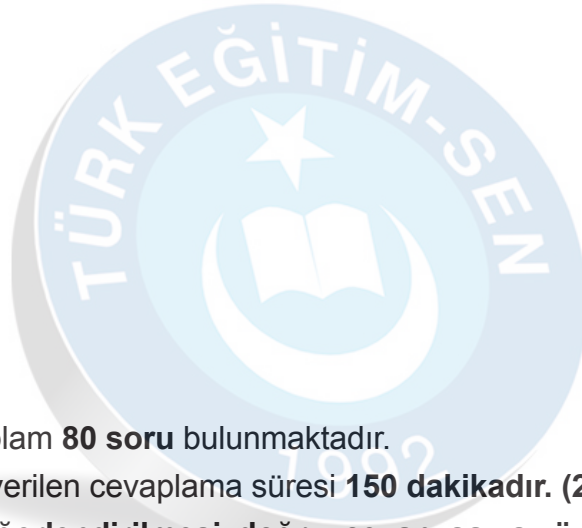 TÜRK EĞİTİM-SEN
plam 80 soru bulunmaktadır.
verilen cevaplama süresi 150 dakikadır. (2
1992